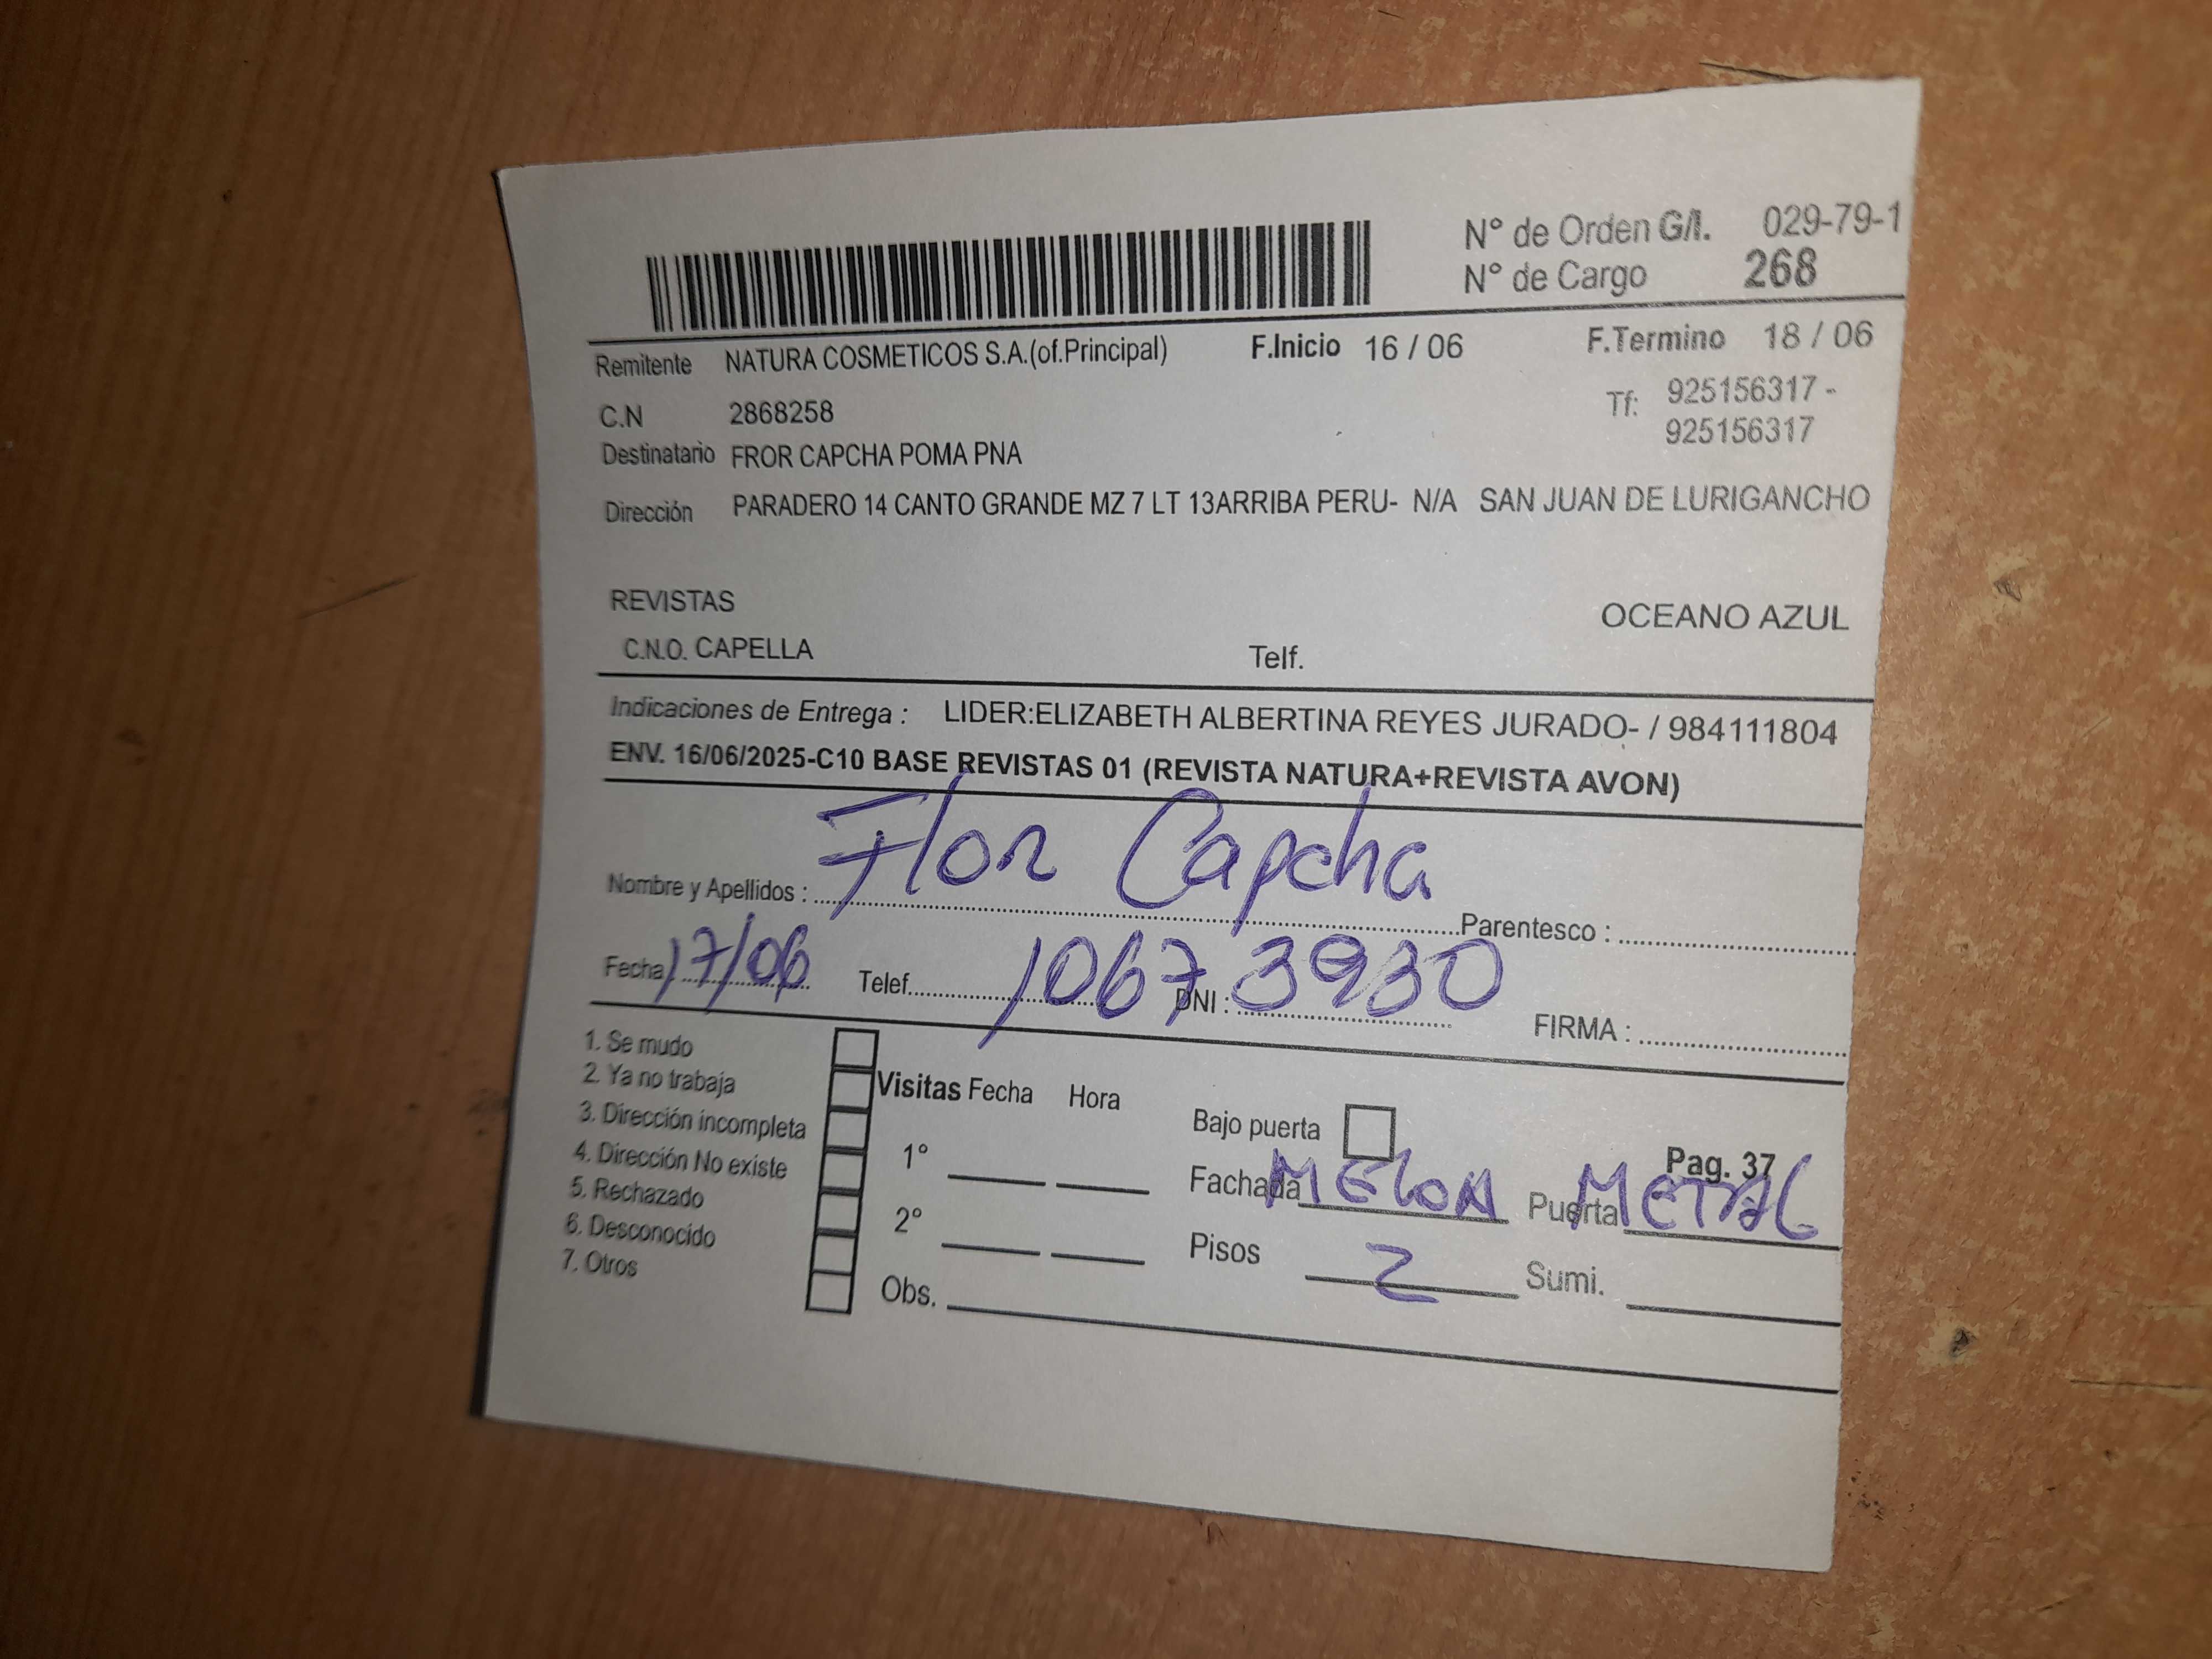 N° de Orden G/I. 029-79-1
N° de Cargo 268
Remitente NATURA COSMETICOS S.A.(of.Principal) F.Inicio 16 / 06 F.Termino 18 / 06
C.N 2868258 Tf: 925156317 -
925156317
Destinatario FROR CAPCHA POMA PNA
Dirección PARADERO 14 CANTO GRANDE MZ 7 LT 13ARRIBA PERU- N/A SAN JUAN DE LURIGANCHO
REVISTAS OCEANO AZUL
C.N.O. CAPELLA Telf.
Indicaciones de Entrega : LIDER:ELIZABETH ALBERTINA REYES JURADO- / 984111804
ENV. 16/06/2025-C10 BASE REVISTAS 01 (REVISTA NATURA+REVISTA AVON)
Nombre y Apellidos : Flor Capcha Parentesco :
Fecha 17/06 Telef. DNI : 10673930 FIRMA :
1. Se mudo
2. Ya no trabaja Visitas Fecha Hora
3. Dirección incompleta Bajo puerta
4. Dirección No existe 1° Pag. 37
5. Rechazado Fachada MELON Puerta METAL
6. Desconocido 2° Pisos 2 Sumi.
7. Otros Obs.